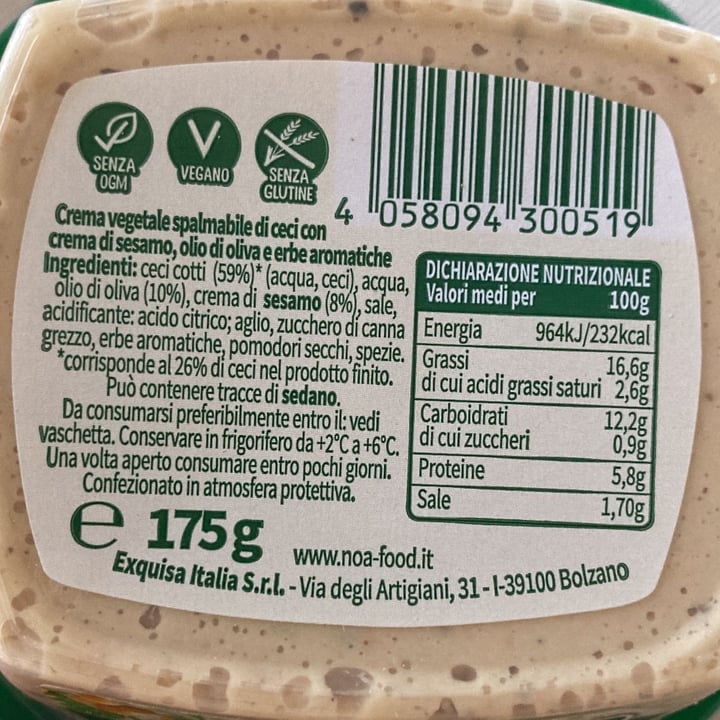 SENZA
OGM
VEGANO
SENZA
GLUTINE
4 058094 300519
Crema vegetale spalmabile di ceci con
crema di sesamo, olio di oliva e erbe aromatiche
Ingredienti: ceci cotti (59%)* (acqua, ceci), acqua,
olio di oliva (10%), crema di sesamo (8%), sale,
acidificante: acido citrico; aglio, zucchero di canna
grezzo, erbe aromatiche, pomodori secchi, spezie.
*corrisponde al 26% di ceci nel prodotto finito.
Può contenere tracce di sedano.
Da consumarsi preferibilmente entro il: vedi
vaschetta. Conservare in frigorifero da +2°C a +6°C.
Una volta aperto consumare entro pochi giorni.
Confezionato in atmosfera protettiva.
DICHIARAZIONE NUTRIZIONALE
Valori medi per 100g
Energia 964kJ/232kcal
Grassi 16,6g
di cui acidi grassi saturi 2,6g
Carboidrati 12,2g
di cui zuccheri 0,9g
Proteine 5,8g
Sale 1,70g
e 175g
www.noa-food.it
Exquisa Italia S.r.l. - Via degli Artigiani, 31 - I-39100 Bolzano